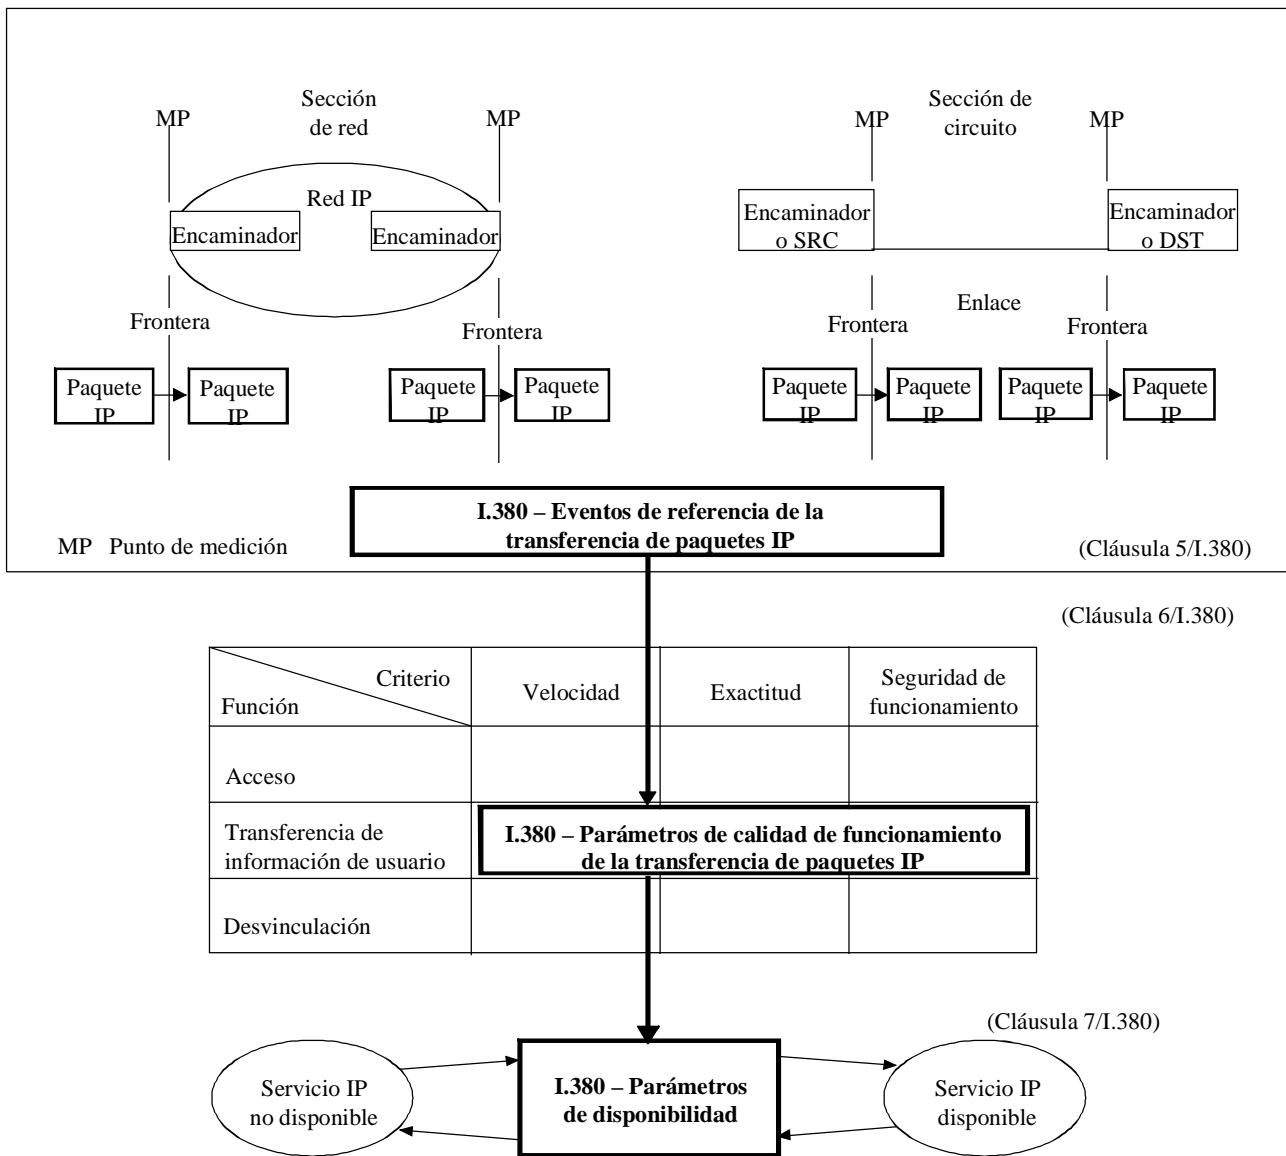 Sección
de red
MP
MP
Sección de
circuito
MP
MP
Red IP
Encaminador
Encaminador
Encaminador
o SRC
Encaminador
o DST
Frontera
Frontera
Enlace
Frontera
Frontera
Paquete
IP
Paquete
IP
Paquete
IP
Paquete
IP
Paquete
IP
Paquete
IP
Paquete
IP
Paquete
IP
I.380 – Eventos de referencia de la
transferencia de paquetes IP
MP Punto de medición
(Cláusula 5/I.380)
(Cláusula 6/I.380)
Criterio
Función
Velocidad
Exactitud
Seguridad de
funcionamiento
Acceso
Transferencia de
información de usuario
I.380 – Parámetros de calidad de funcionamiento
de la transferencia de paquetes IP
Desvinculación
(Cláusula 7/I.380)
Servicio IP
no disponible
I.380 – Parámetros
de disponibilidad
Servicio IP
disponible